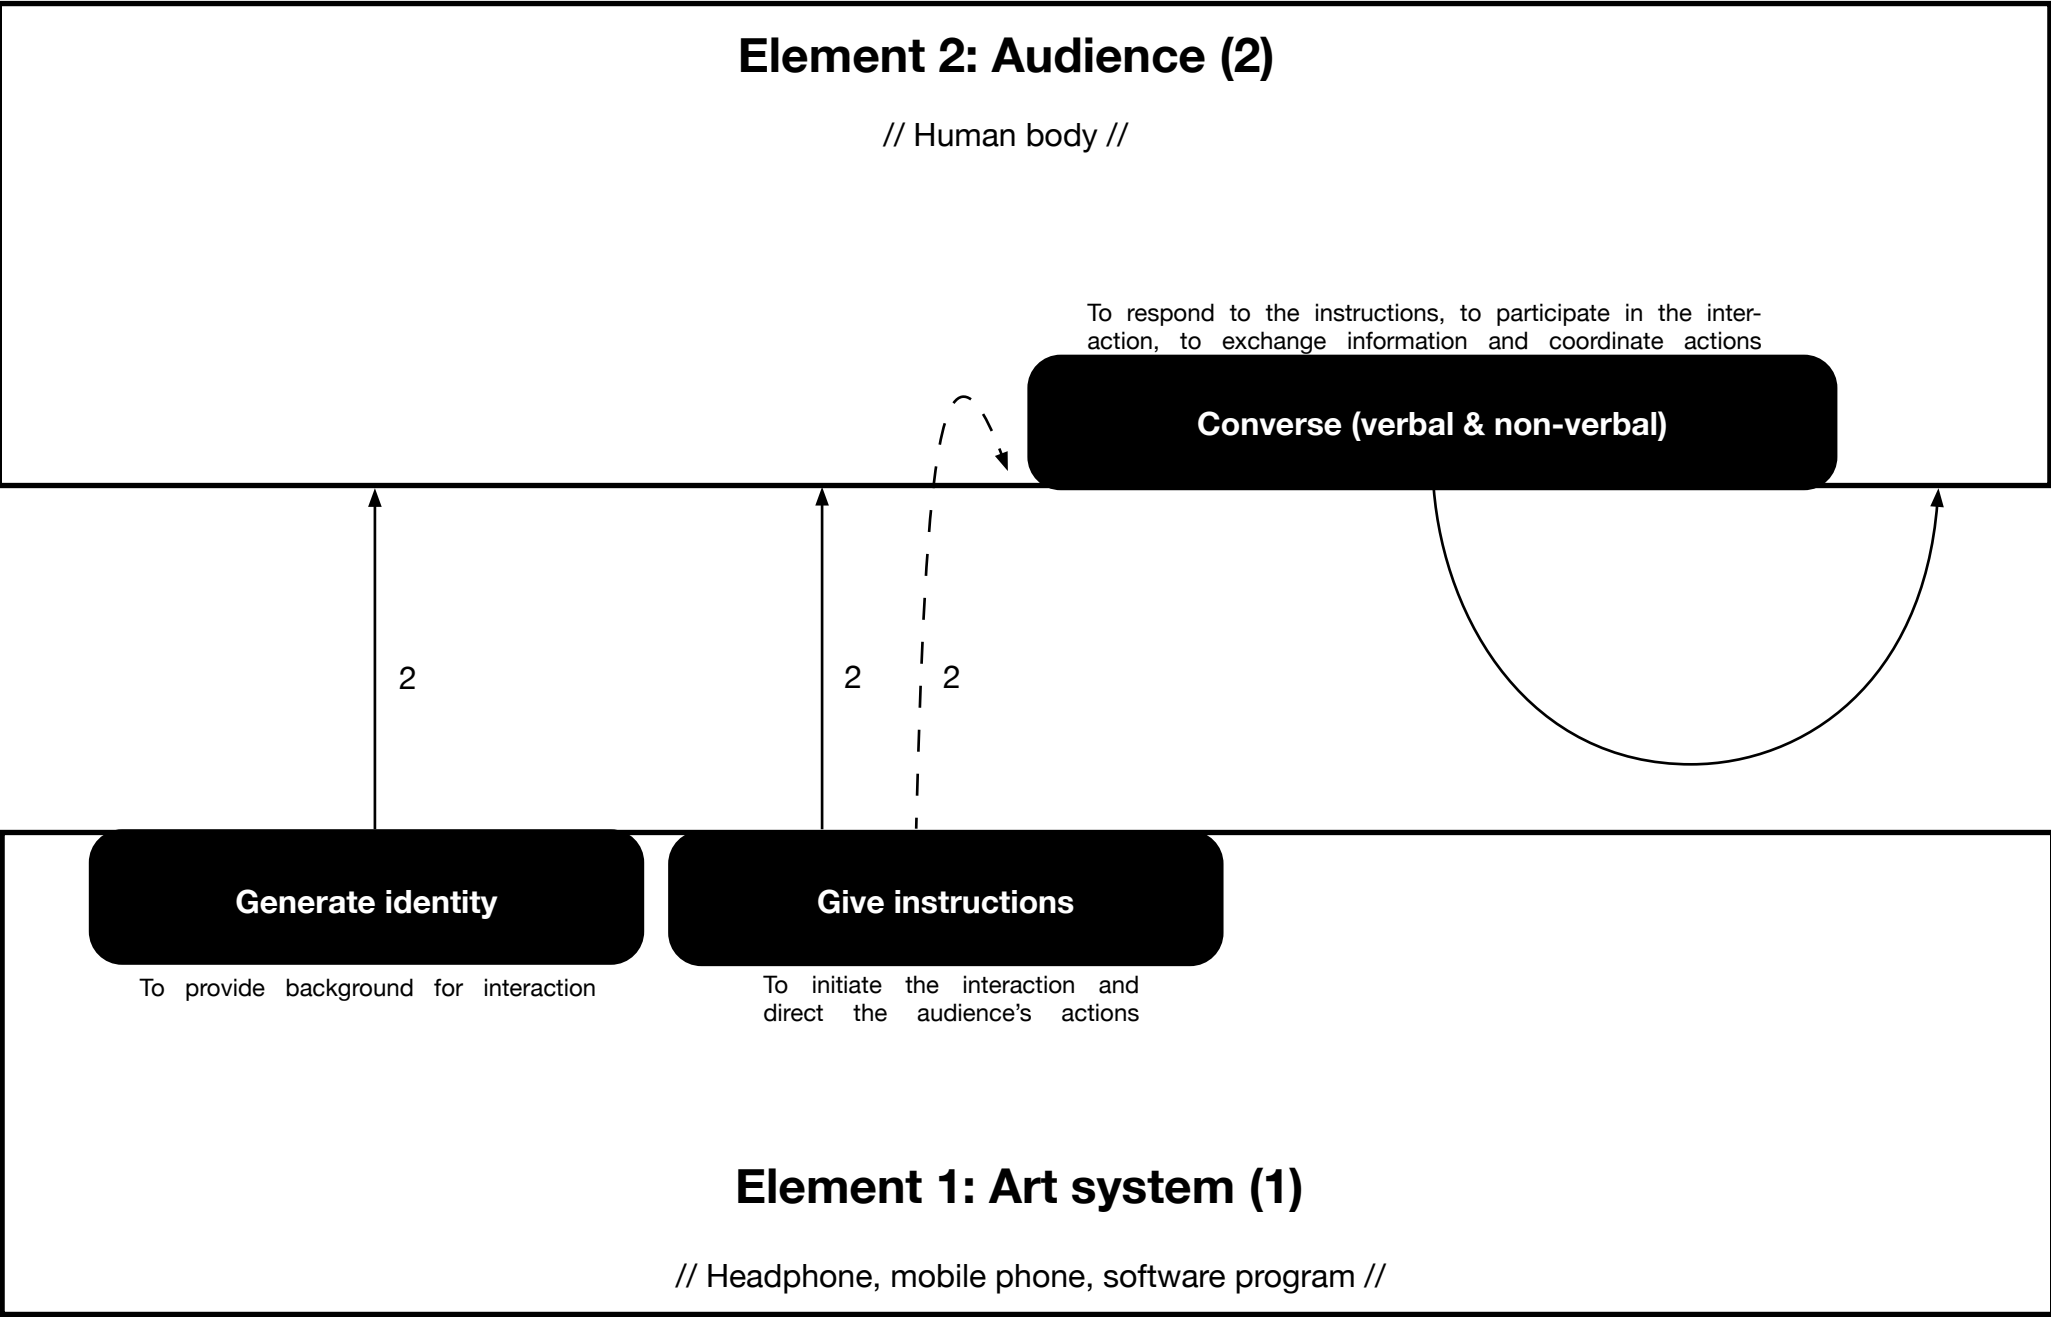 Element 2: Audience (2)
// Human body //
To respond to the instructions, to participate in the inter-
action, to exchange information and coordinate actions
Converse (verbal & non-verbal)
2
2
2
Generate identity
Give instructions
To provide background for interaction
To initiate the interaction and
direct the audience’s actions
Element 1: Art system (1)
// Headphone, mobile phone, software program //